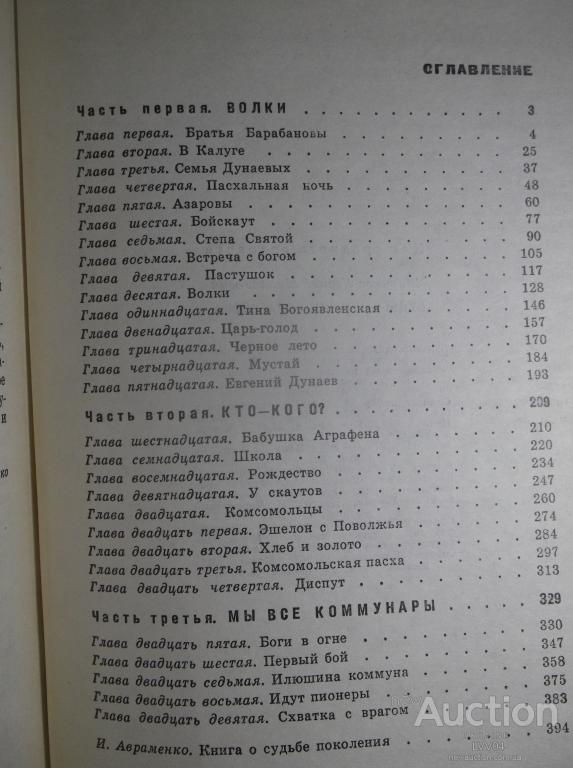 ОГЛАВЛЕНИЕ
Часть первая. ВОЛКИ . . . . . . . . . . . . 3
Глава первая. Братья Барабановы . . . . . . . 4
Глава вторая. В Калуге . . . . . . . . . . 25
Глава третья. Семья Дунаевых . . . . . . . . 37
Глава четвертая. Пасхальная ночь . . . . . . . 48
Глава пятая. Азаровы . . . . . . . . . . 60
Глава шестая. Бойскаут . . . . . . . . . 77
Глава седьмая. Степа Святой . . . . . . . . 90
Глава восьмая. Встреча с богом . . . . . . . 105
Глава девятая. Пастушок . . . . . . . . . 117
Глава десятая. Волки . . . . . . . . . . 128
Глава одиннадцатая. Тина Богоявленская . . . . . 146
Глава двенадцатая. Царь-голод . . . . . . . . 157
Глава тринадцатая. Черное лето . . . . . . . 170
Глава четырнадцатая. Мустай . . . . . . . . 184
Глава пятнадцатая. Евгений Дунаев . . . . . . . 193
Часть вторая. КТО—КОГО? . . . . . . . . . . 209
Глава шестнадцатая. Бабушка Аграфена . . . . . . 210
Глава семнадцатая. Школа . . . . . . . . . 220
Глава восемнадцатая. Рождество . . . . . . . . 234
Глава девятнадцатая. У скаутов . . . . . . . 247
Глава двадцатая. Комсомольцы . . . . . . . . 260
Глава двадцать первая. Эшелон с Поволжья . . . . . 274
Глава двадцать вторая. Хлеб и золото . . . . . . 284
Глава двадцать третья. Комсомольская пасха . . . . 297
Глава двадцать четвертая. Диспут . . . . . . . 313
Часть третья. МЫ ВСЕ КОММУНАРЫ . . . . . 329
Глава двадцать пятая. Боги в огне . . . . . . . 330
Глава двадцать шестая. Первый бой . . . . . . . 347
Глава двадцать седьмая. Илюшина коммуна . . . . . 358
Глава двадцать восьмая. Идут пионеры . . . . . . 375
Глава двадцать девятая. Схватка с врагом . . . . . 383
И. Авраменко. Книга о судьбе поколения . . . . . 394
Auction
LVV04